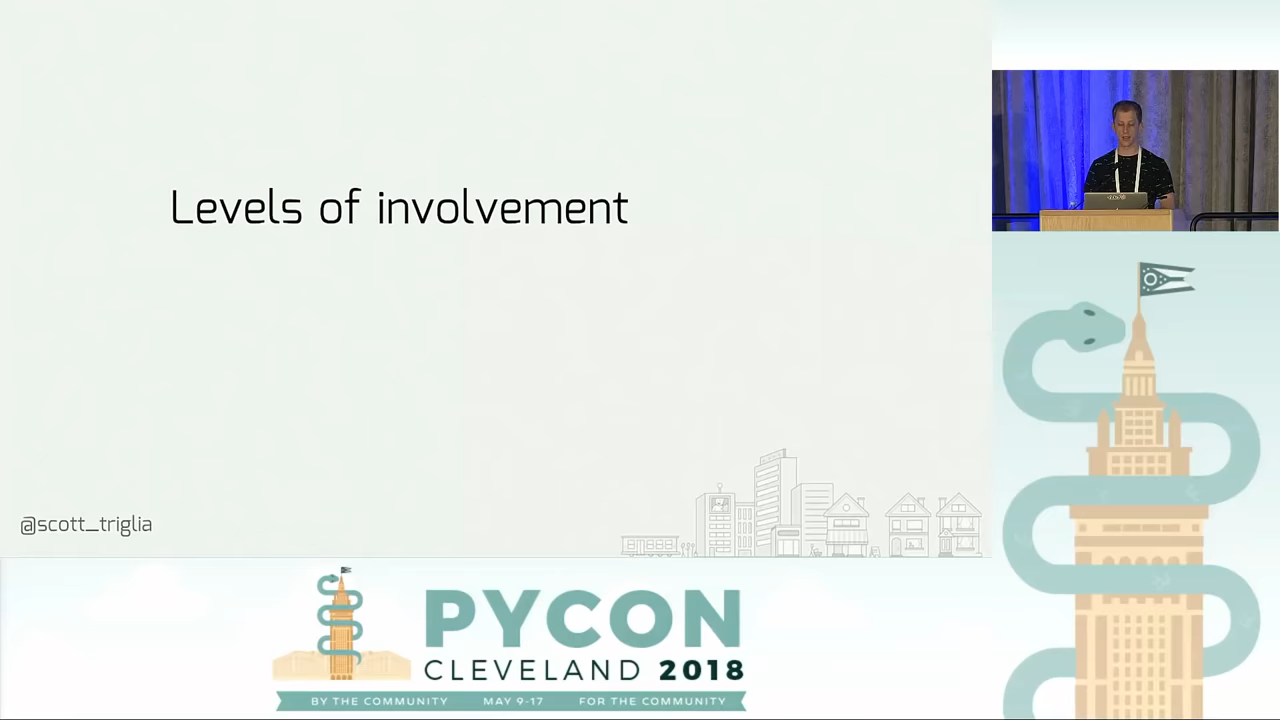 Levels of involvement
@scott_triglia
PYCON
CLEVELAND 2018
BY THE COMMUNITY MAY 9-17 FOR THE COMMUNITY